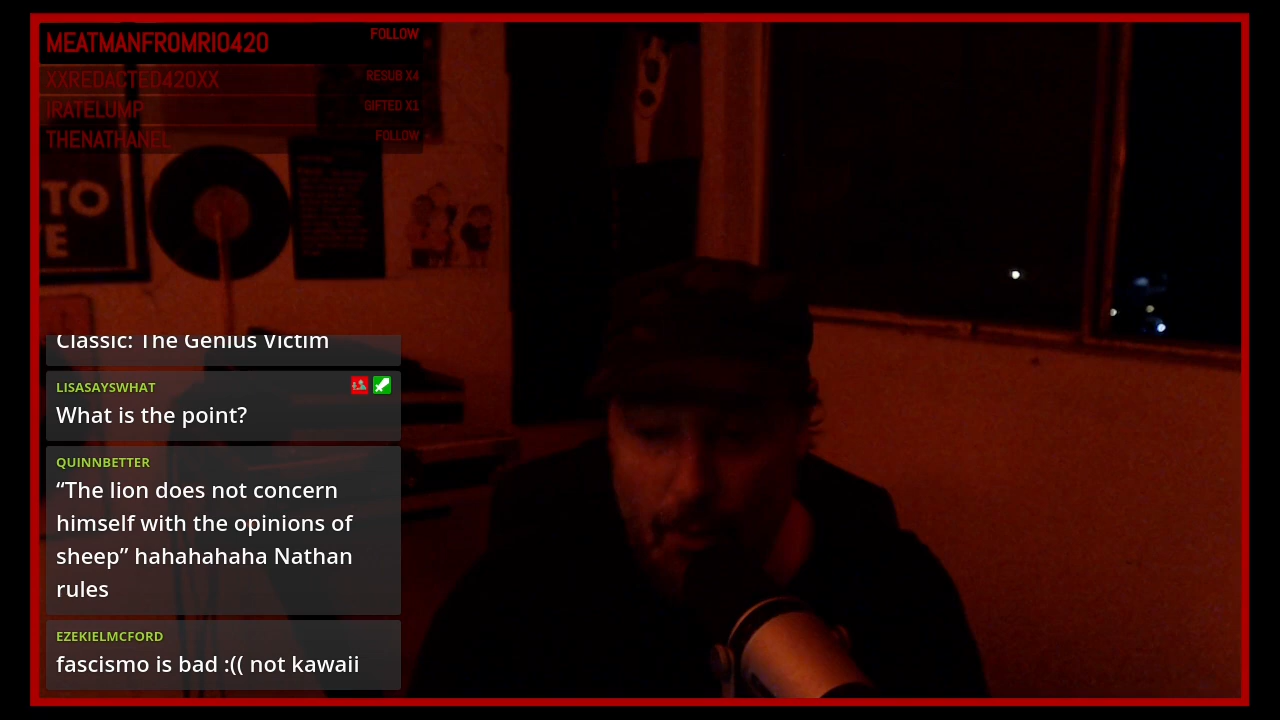 MEATMANFROMRIO420 FOLLOW
XXREDACTED420XX RESUB X4
IRATELUMP GIFTED X1
THENATHANEL FOLLOW
TO
E
Classic: The Genius Victim
LISASAYSWHAT
What is the point?
QUINNBETTER
“The lion does not concern
himself with the opinions of
sheep” hahahahaha Nathan
rules
EZEKIELMCFORD
fascismo is bad :(( not kawaii